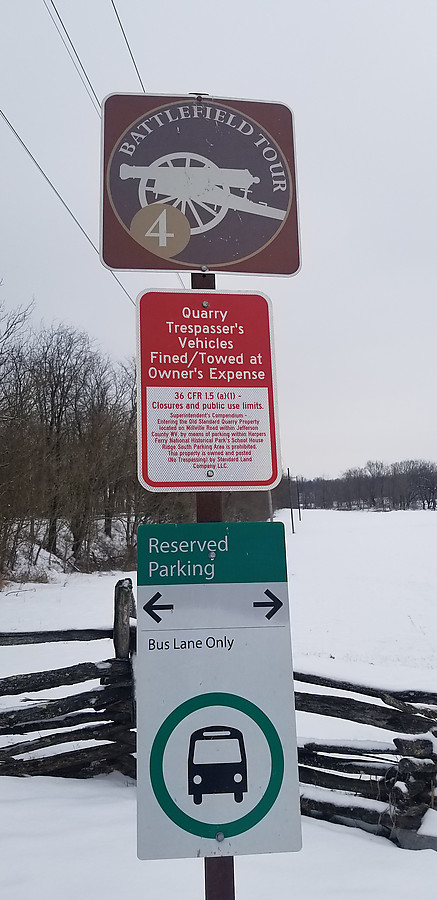 BATTLEFIELD TOUR
4
Quarry
Trespasser's
Vehicles
Fined/Towed at
Owner's Expense
36 CFR 1.5 (a)(1) -
Closures and public use limits.
Superintendent's Compendium -
Entering the Old Standard Quarry Property
located on Millville Road within Jefferson
County WV. by means of parking within Harpers
Ferry National Historical Park's School House
Ridge South Parking Area is prohibited.
This property is owned and posted
(No Trespassing) by Standard Land
Company LLC.
Reserved
Parking
Bus Lane Only